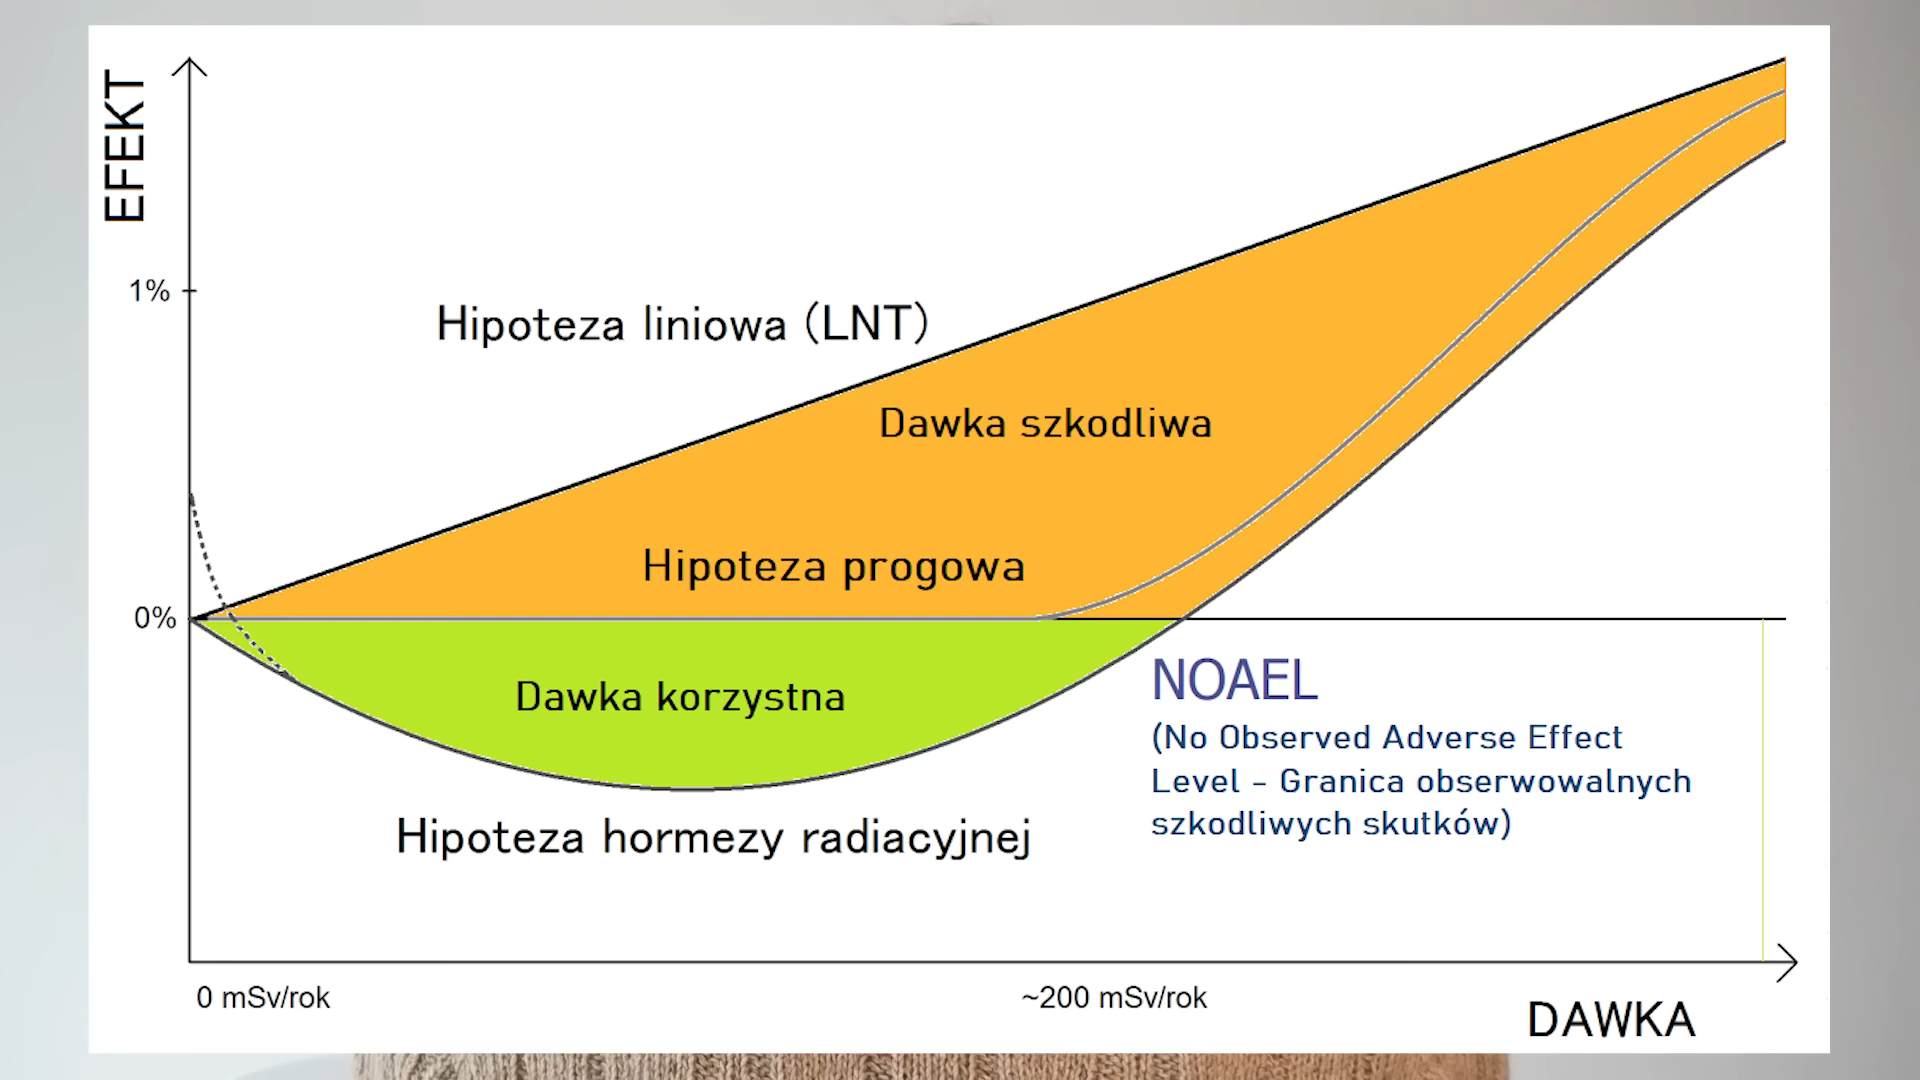 EFEKT
1%
Hipoteza liniowa (LNT)
Dawka szkodliwa
Hipoteza progowa
0%
Dawka korzystna
NOAEL
(No Observed Adverse Effect
Level - Granica obserwowalnych
szkodliwych skutków)
Hipoteza hormezy radiacyjnej
0 mSv/rok
~200 mSv/rok
DAWKA